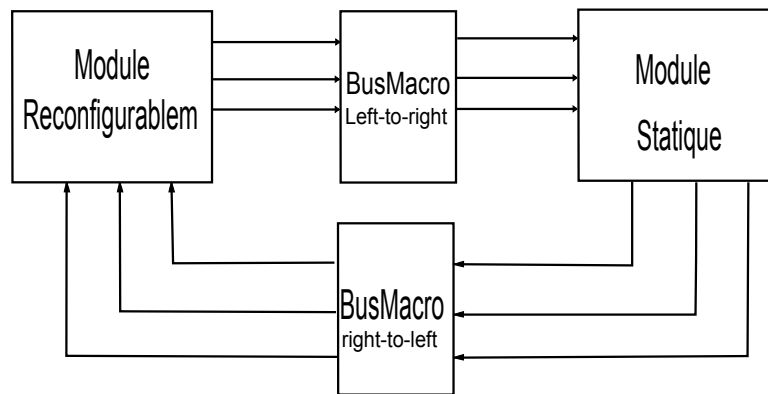 Module
Reconfigurablem
BusMacro
Left-to-right
Module
Statique
BusMacro
right-to-left